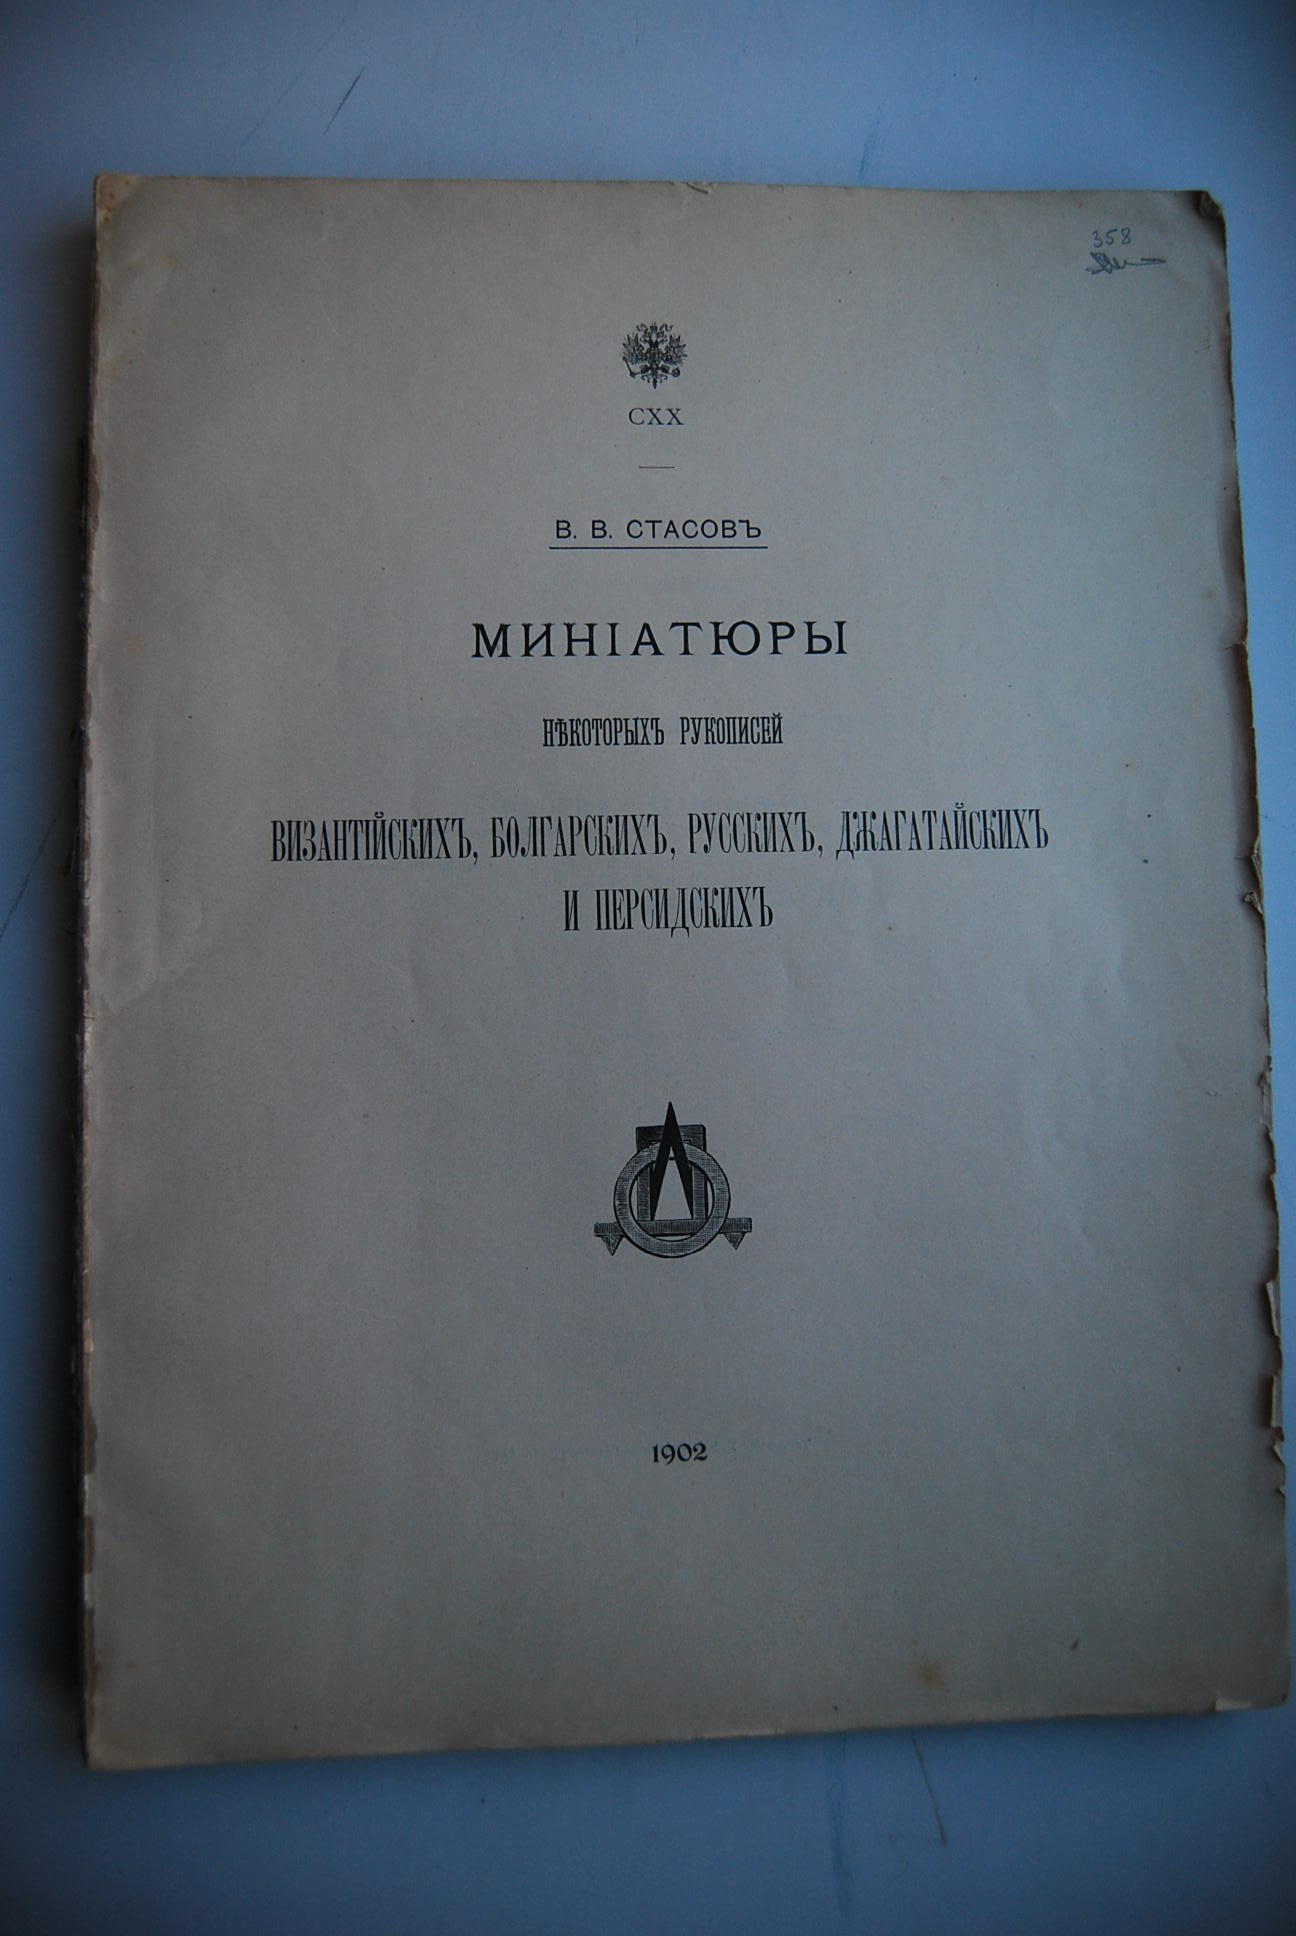 358
CXX
В. В. СТАСОВЪ
МИНІАТЮРЫ
НѢКОТОРЫХЪ РУКОПИСЕЙ
ВИЗАНТІЙСКИХЪ, БОЛГАРСКИХЪ, РУССКИХЪ, ДЖАГАТАЙСКИХЪ
И ПЕРСИДСКИХЪ
1902